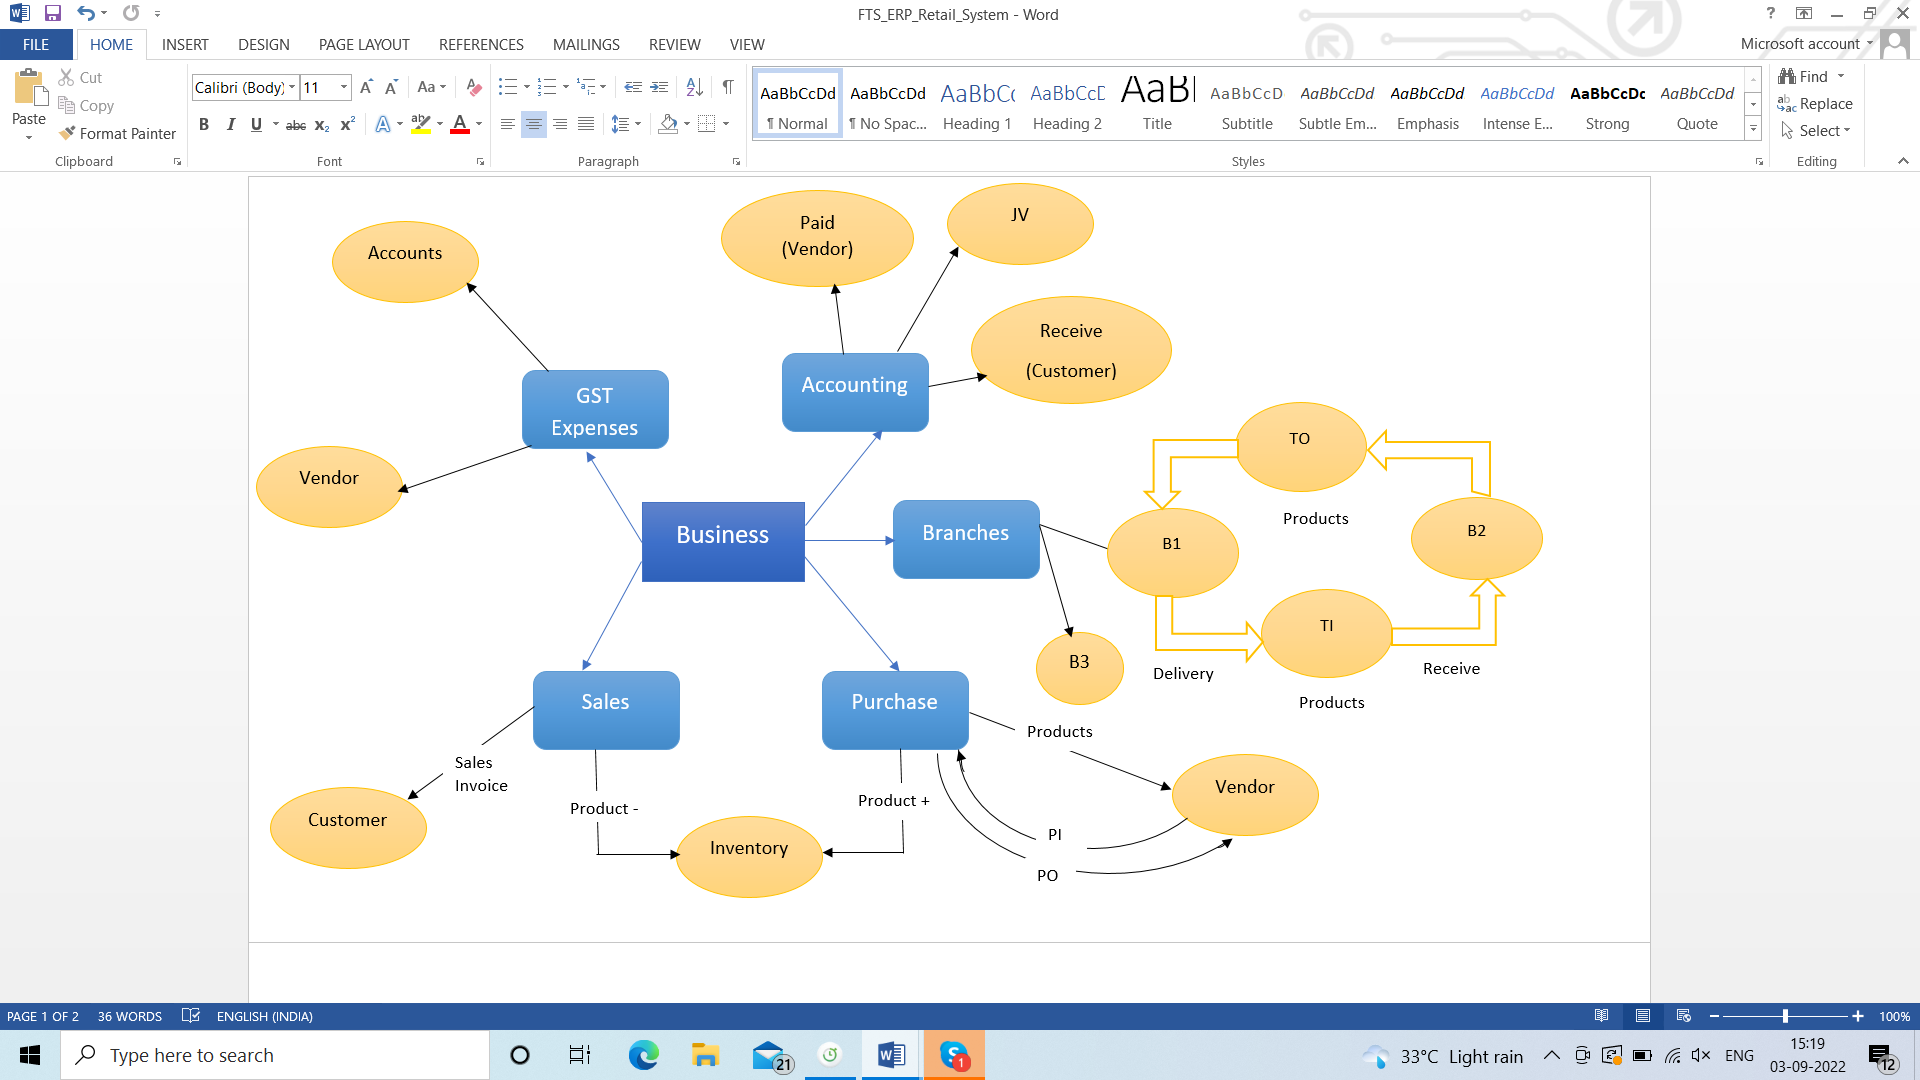 FTS_ERP_Retail_System - Word
?
FILE
HOME
INSERT
DESIGN
PAGE LAYOUT
REFERENCES
MAILINGS
REVIEW
VIEW
Microsoft account
Paste
Cut
Copy
Format Painter
Clipboard
Calibri (Body)
11
Font
Paragraph
AaBbCcDd
¶ Normal
AaBbCcDd
¶ No Spac...
AaBbCc
Heading 1
AaBbCcC
Heading 2
AaBl
Title
AaBbCcD
Subtitle
AaBbCcDd
Subtle Em...
AaBbCcDd
Emphasis
AaBbCcDd
Intense E...
AaBbCcDc
Strong
AaBbCcDd
Quote
Styles
Find
Replace
Select
Editing
Accounts
Paid
(Vendor)
JV
Receive
(Customer)
GST
Expenses
Accounting
Vendor
TO
Products
Business
Branches
B1
B2
TI
Delivery
Receive
Products
B3
Sales
Purchase
Products
Sales
Invoice
Customer
Product -
Product +
Vendor
Inventory
PI
PO
PAGE 1 OF 2
36 WORDS
ENGLISH (INDIA)
100%
Type here to search
21
1
33°C Light rain
ENG
15:19
03-09-2022
12